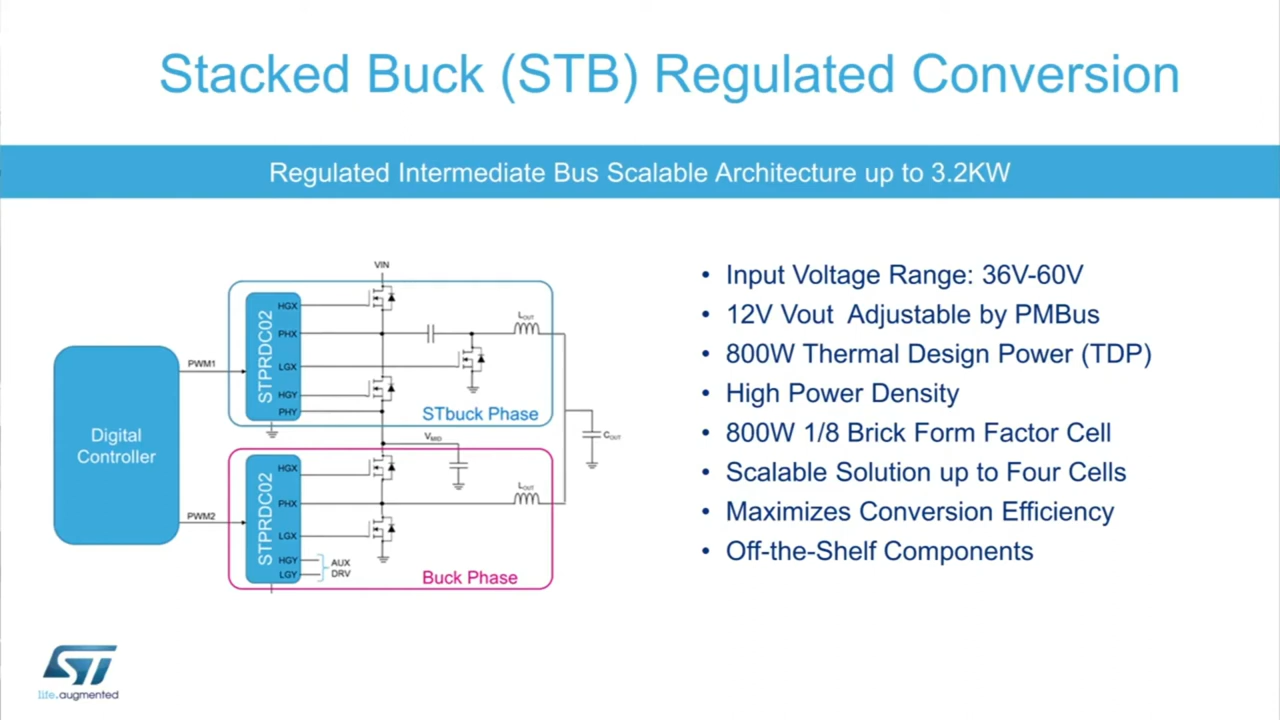 Stacked Buck (STB) Regulated Conversion
Regulated Intermediate Bus Scalable Architecture up to 3.2KW
VIN
Digital
Controller
PWM1
STPRDC02
HGX
PHX
LGX
HGY
PHY
LOUT
STbuck Phase
VMID
COUT
PWM2
STPRDC02
HGX
PHX
LGX
HGY
LGY
AUX
DRV
LOUT
Buck Phase
• Input Voltage Range: 36V-60V
• 12V Vout Adjustable by PMBus
• 800W Thermal Design Power (TDP)
• High Power Density
• 800W 1/8 Brick Form Factor Cell
• Scalable Solution up to Four Cells
• Maximizes Conversion Efficiency
• Off-the-Shelf Components
ST
life.augmented